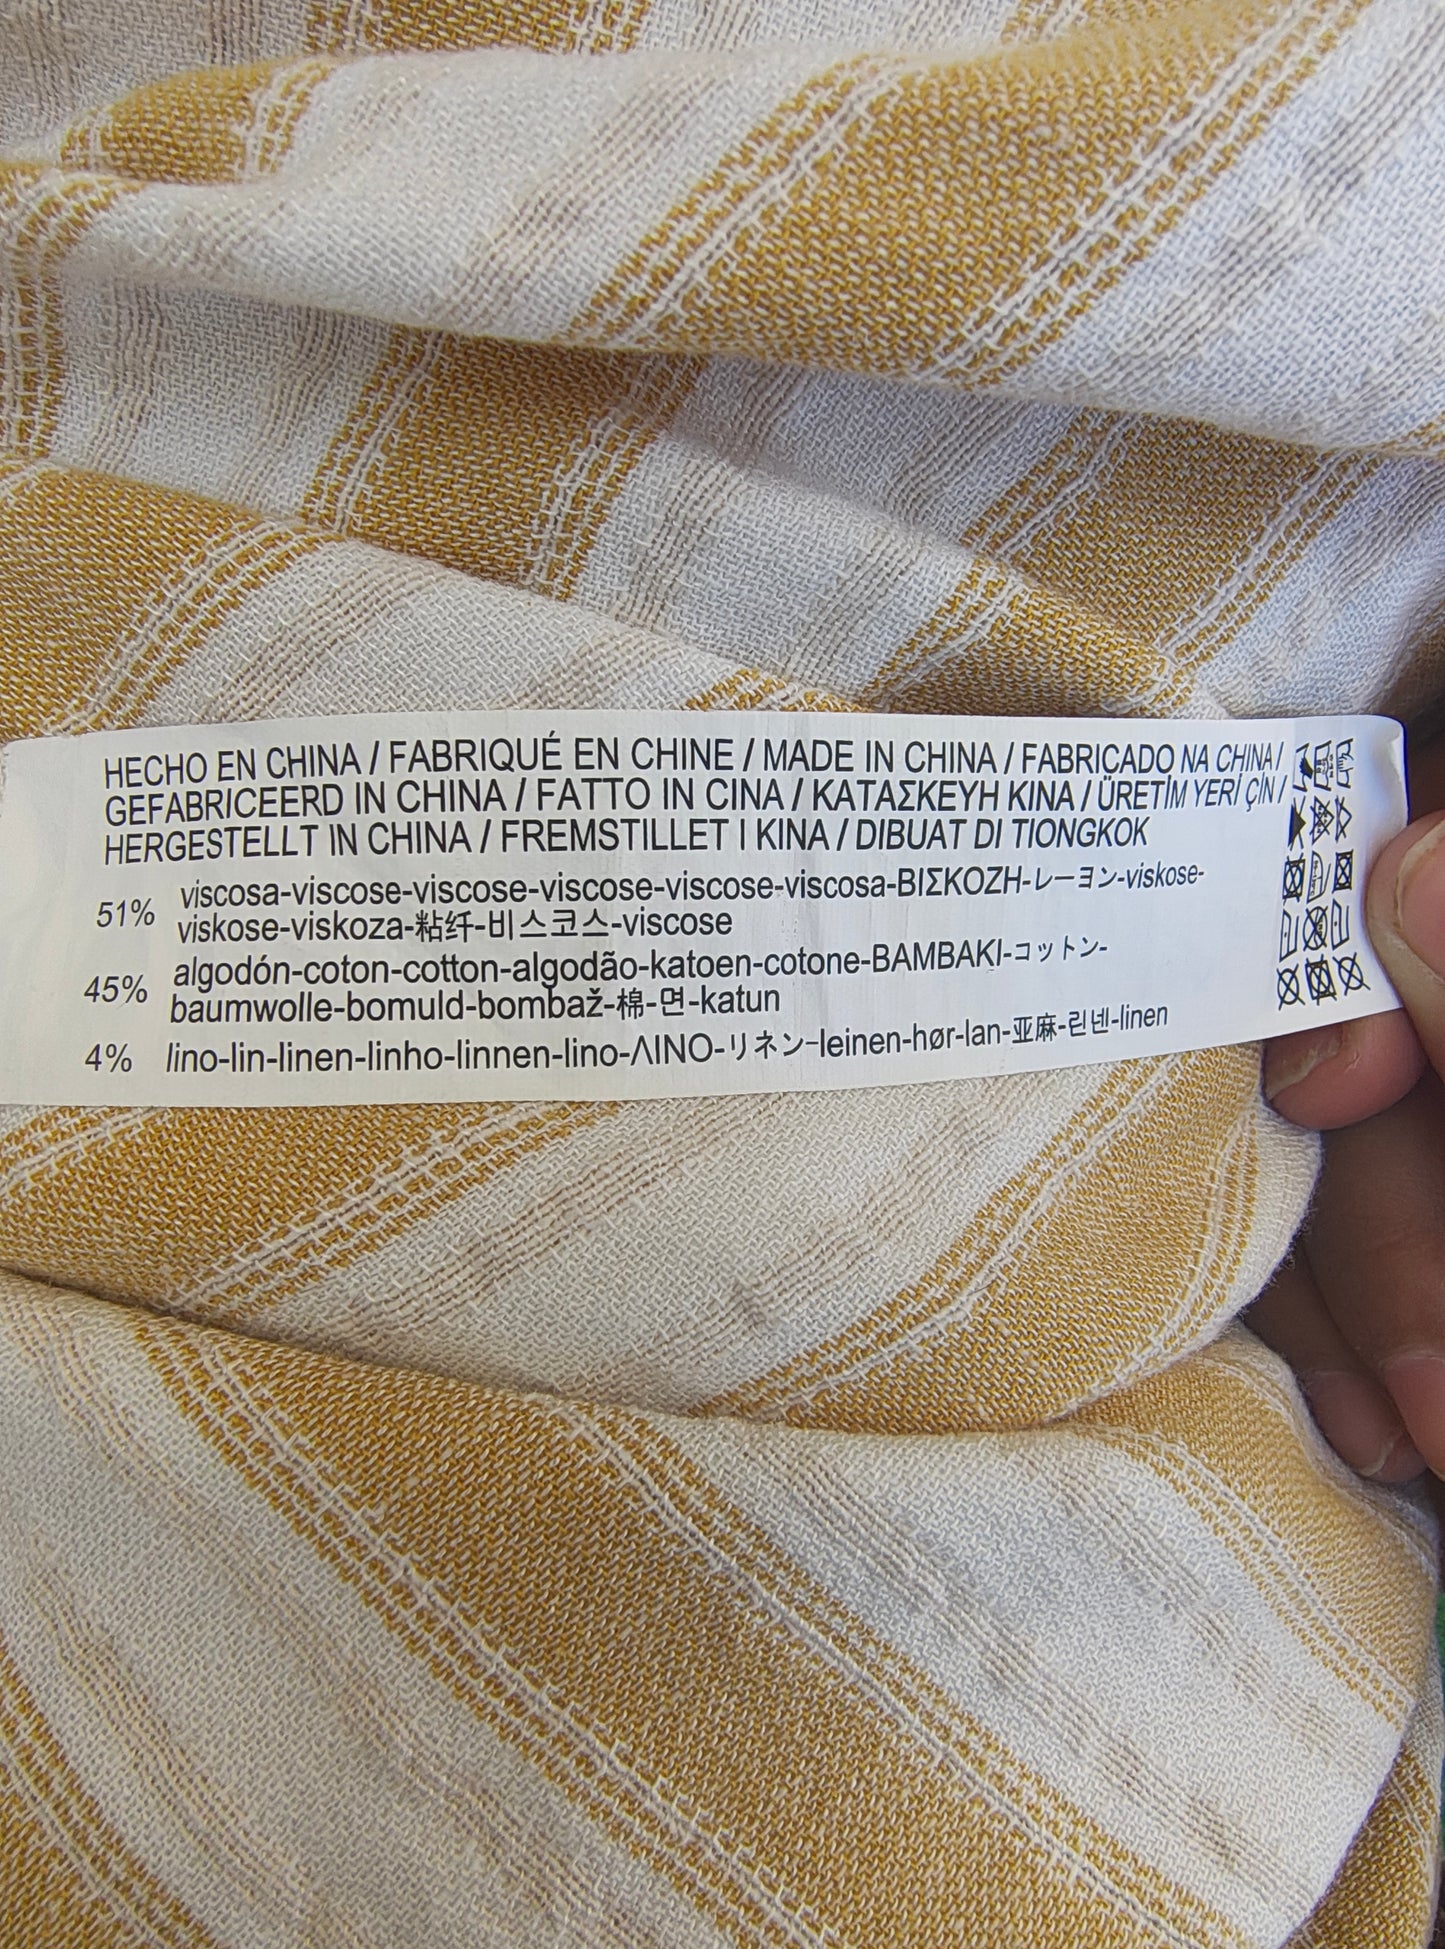 HECHO EN CHINA / FABRIQUÉ EN CHINE / MADE IN CHINA / FABRICADO NA CHINA /
GEFABRICEERD IN CHINA / FATTO IN CINA / ΚΑΤΑΣΚΕΥΗ ΚΙΝΑ / ÜRETİM YERİ ÇİN /
HERGESTELLT IN CHINA / FREMSTILLET I KINA / DIBUAT DI TIONGKOK
51% viscosa-viscose-viscose-viscose-viscose-viscosa-ΒΙΣΚΟΖΗ-レーヨン-viskose-
viskose-viskoza-粘纤-비스코스-viscose
45% algodón-coton-cotton-algodão-katoen-cotone-BAMBAKI-コットン-
baumwolle-bomuld-bombaž-棉-면-katun
4% lino-lin-linen-linho-linnen-lino-ΛΙΝΟ-リネン-leinen-hør-lan-亚麻-린넨-linen